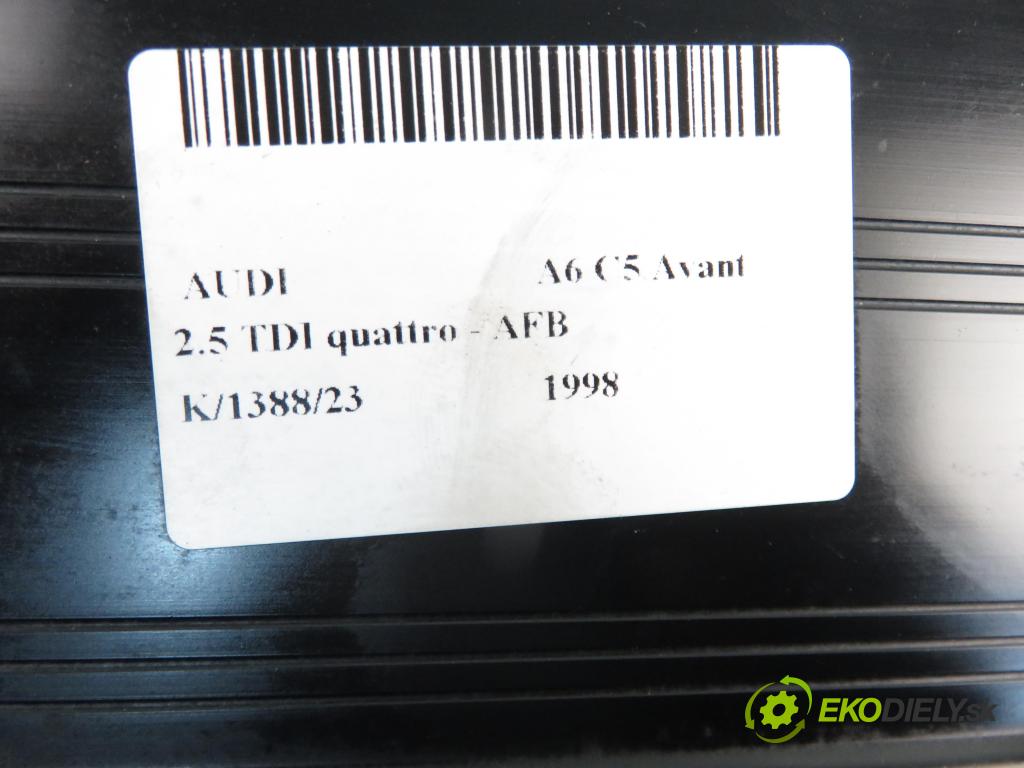 AUDI A6 C5 Avant
2.5 TDI quattro - AFB
K/1388/23 1998
EKODIELY.sk